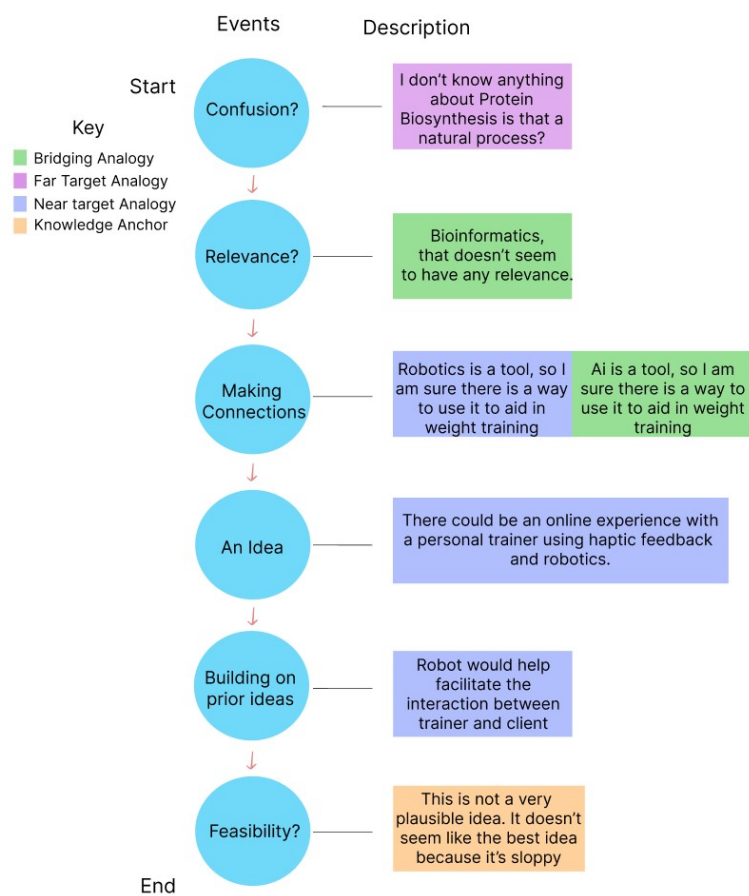 Events
Description
Start
Confusion?
I don't know anything
about Protein
Biosynthesis is that a
natural process?
Key
Bridging Analogy
Far Target Analogy
Near target Analogy
Knowledge Anchor
Relevance?
Bioinformatics,
that doesn't seem
to have any relevance.
Making
Connections
Robotics is a tool, so I
am sure there is a way
to use it to aid in
weight training
Ai is a tool, so I am
sure there is a way to
use it to aid in weight
training
An Idea
There could be an online experience with
a personal trainer using haptic feedback
and robotics.
Building on
prior ideas
Robot would help
facilitate the
interaction between
trainer and client
Feasibility?
This is not a very
plausible idea. It doesn't
seem like the best idea
because it's sloppy
End